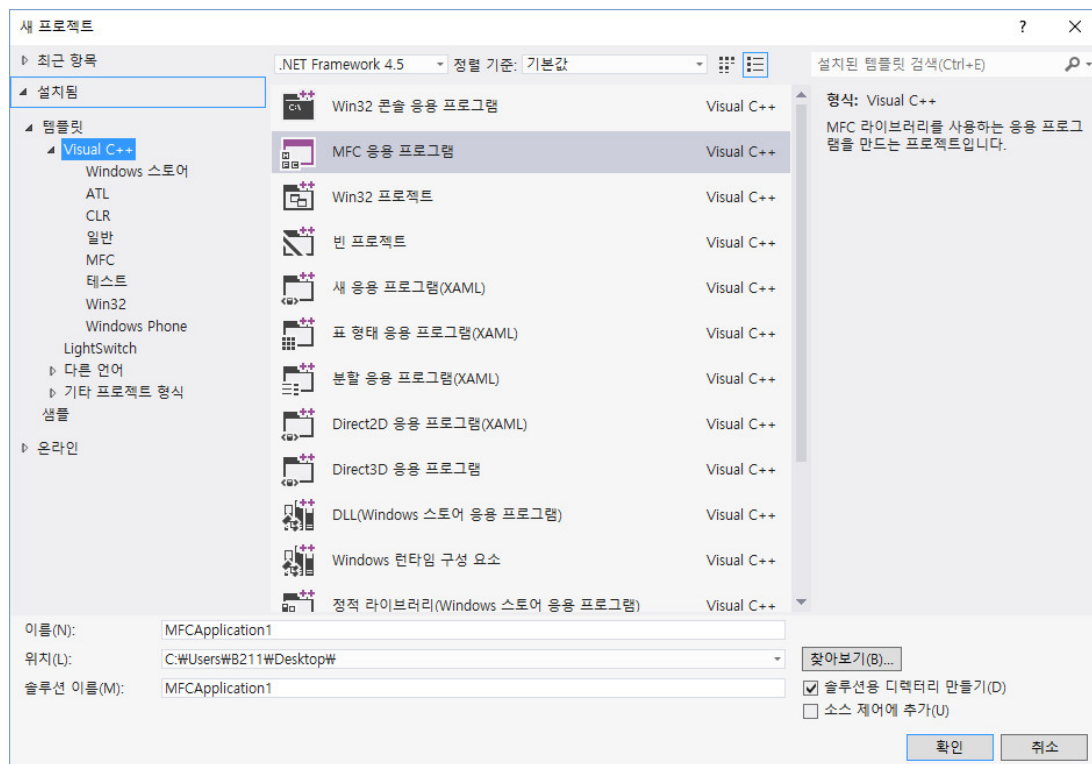 새 프로젝트
? X
최근 항목
설치됨
템플릿
Visual C++
Windows 스토어
ATL
CLR
일반
MFC
테스트
Win32
Windows Phone
LightSwitch
다른 언어
기타 프로젝트 형식
샘플
온라인
.NET Framework 4.5 정렬 기준: 기본값
Win32 콘솔 응용 프로그램 Visual C++
MFC 응용 프로그램 Visual C++
Win32 프로젝트 Visual C++
빈 프로젝트 Visual C++
새 응용 프로그램(XAML) Visual C++
표 형태 응용 프로그램(XAML) Visual C++
분할 응용 프로그램(XAML) Visual C++
Direct2D 응용 프로그램(XAML) Visual C++
Direct3D 응용 프로그램 Visual C++
DLL(Windows 스토어 응용 프로그램) Visual C++
Windows 런타임 구성 요소 Visual C++
정적 라이브러리(Windows 스토어 응용 프로그램) Visual C++
설치된 템플릿 검색(Ctrl+E)
형식: Visual C++
MFC 라이브러리를 사용하는 응용 프로그
램을 만드는 프로젝트입니다.
이름(N): MFCApplication1
위치(L): C:₩Users₩B211₩Desktop₩
찾아보기(B)...
솔루션 이름(M): MFCApplication1
솔루션용 디렉터리 만들기(D)
소스 제어에 추가(U)
확인 취소